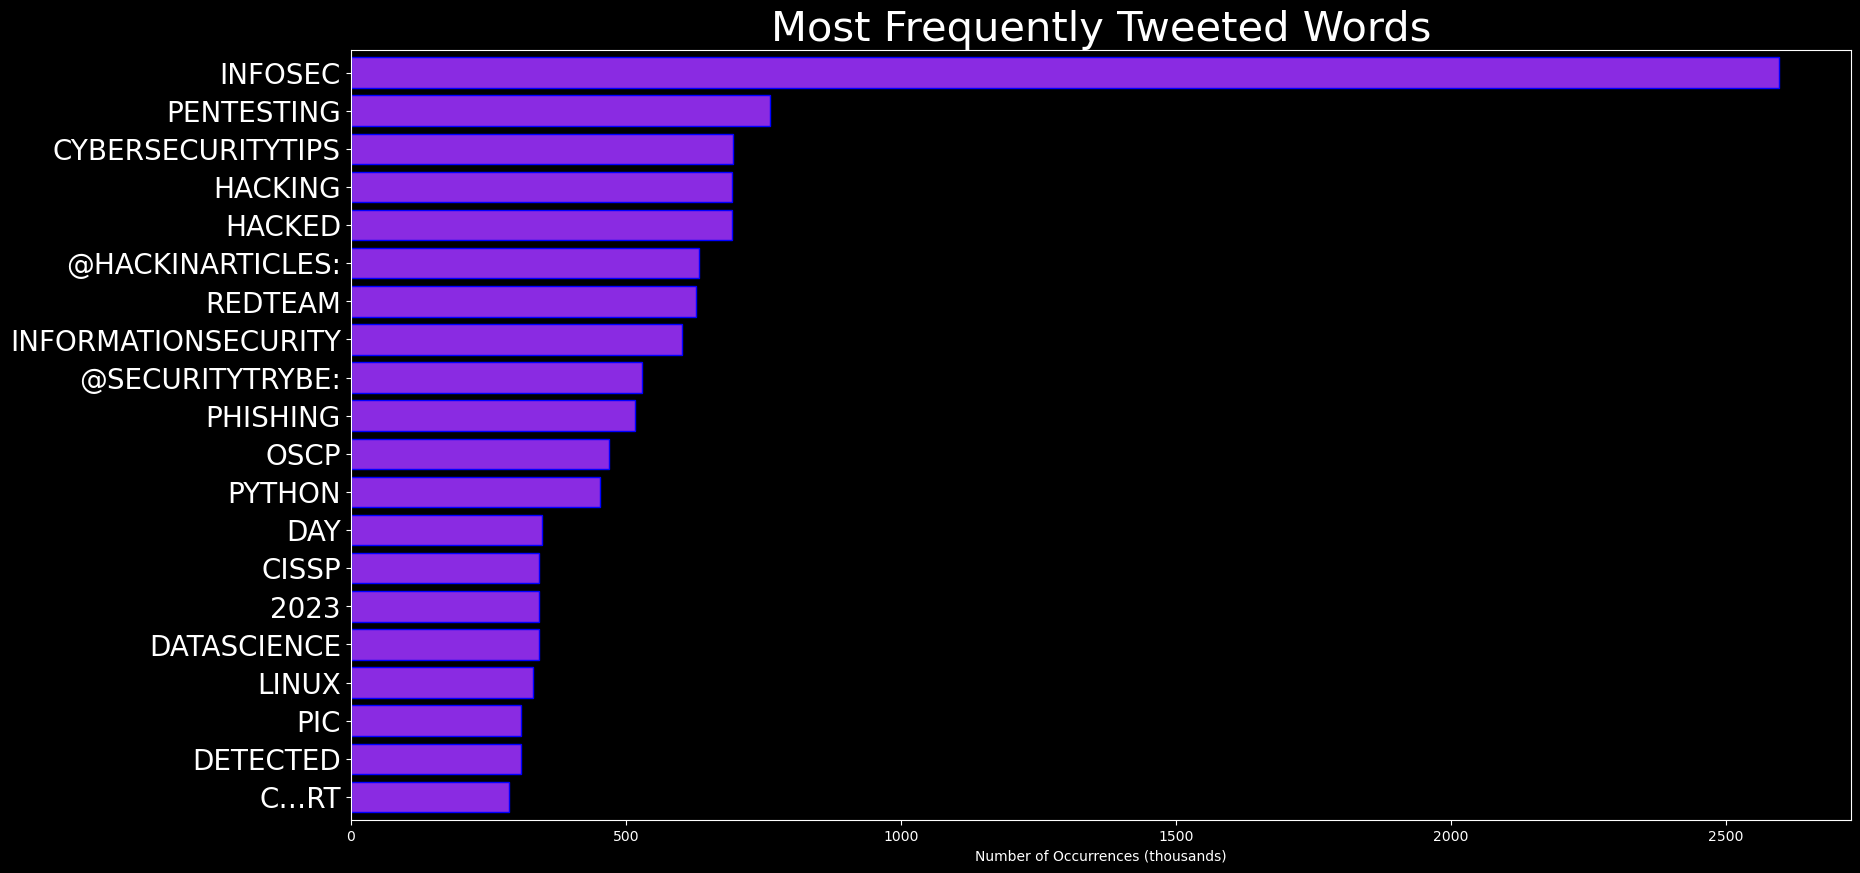 Most Frequently Tweeted Words
INFOSEC
PENTESTING
CYBERSECURITYTIPS
HACKING
HACKED
@HACKINARTICLES:
REDTEAM
INFORMATIONSECURITY
@SECURITYTRYBE:
PHISHING
OSCP
PYTHON
DAY
CISSP
2023
DATASCIENCE
LINUX
PIC
DETECTED
C…RT
0 500 1000 1500 2000 2500
Number of Occurrences (thousands)